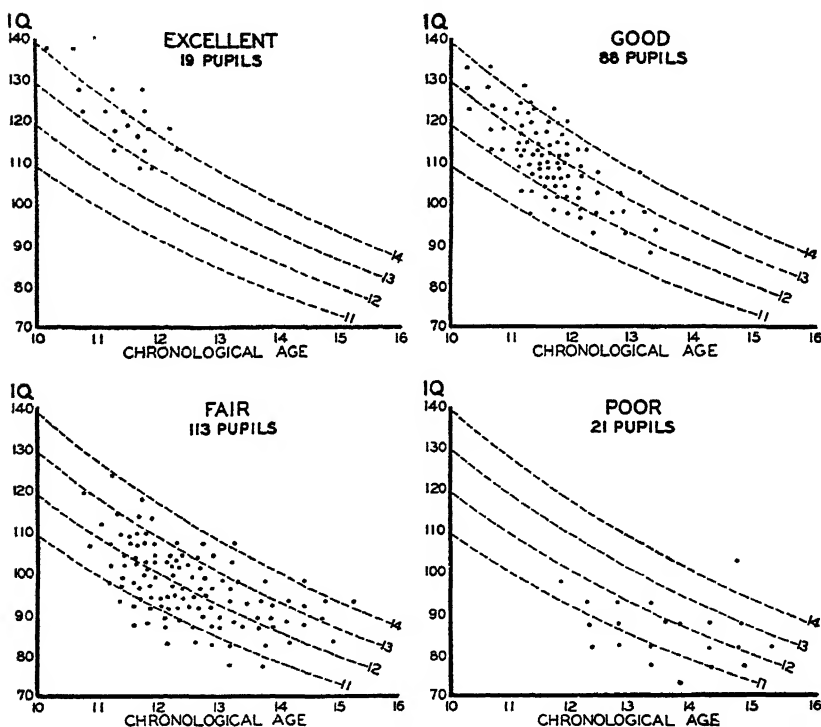 IQ
EXCELLENT
19 PUPILS
140
130
120
110
100
90
80
70
14
13
12
11
10 11 12 13 14 15 16
CHRONOLOGICAL AGE
IQ
GOOD
88 PUPILS
140
130
120
110
100
90
80
70
14
13
12
11
10 11 12 13 14 15 16
CHRONOLOGICAL AGE
IQ
FAIR
113 PUPILS
140
130
120
110
100
90
80
70
14
13
12
11
10 11 12 13 14 15 16
CHRONOLOGICAL AGE
IQ
POOR
21 PUPILS
140
130
120
110
100
90
80
70
14
13
12
11
10 11 12 13 14 15 16
CHRONOLOGICAL AGE